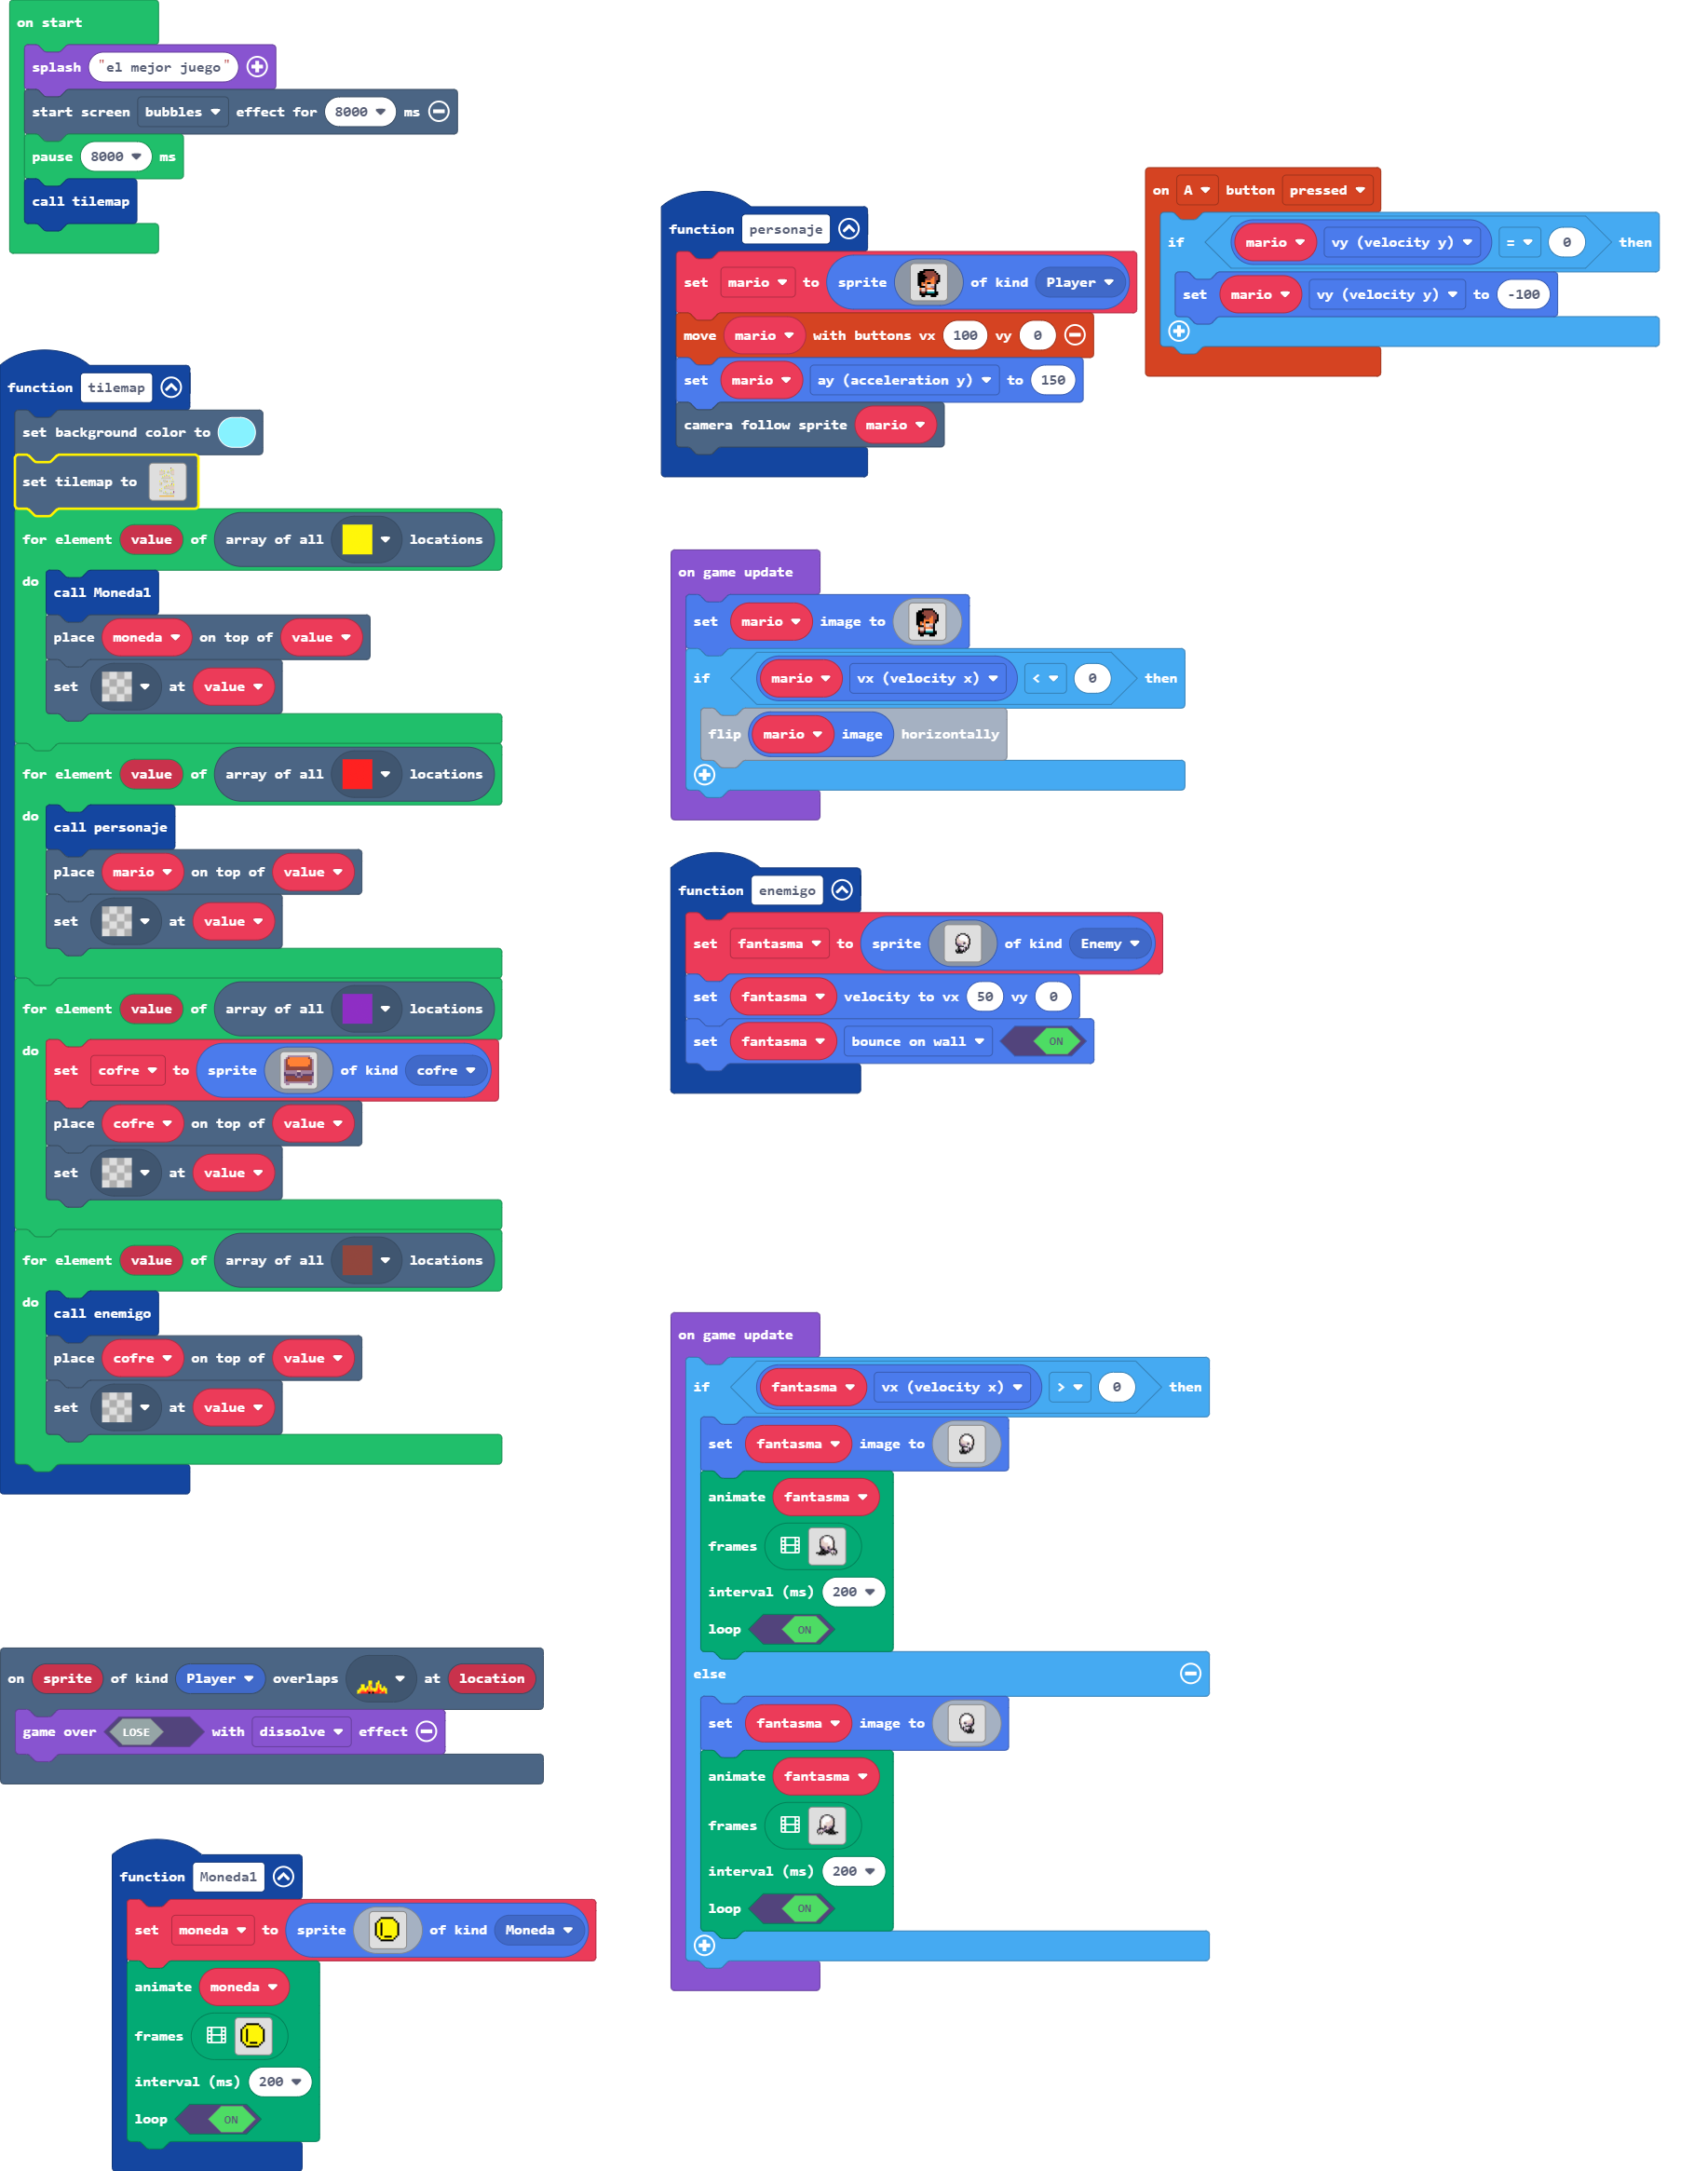 on start
splash "el mejor juego"
start screen bubbles effect for 8000 ms
pause 8000 ms
call tilemap
function tilemap
set background color to
set tilemap to
for element value of array of all locations
do
call Moneda1
place moneda on top of value
set at value
for element value of array of all locations
do
call personaje
place mario on top of value
set at value
for element value of array of all locations
do
set cofre to sprite of kind cofre
place cofre on top of value
set at value
for element value of array of all locations
do
call enemigo
place cofre on top of value
set at value
on sprite of kind Player overlaps at location
game over LOSE with dissolve effect
function Moneda1
set moneda to sprite of kind Moneda
animate moneda
frames
interval (ms) 200
loop ON
function personaje
set mario to sprite of kind Player
move mario with buttons vx 100 vy 0
set mario ay (acceleration y) to 150
camera follow sprite mario
on A button pressed
if mario vy (velocity y) = 0 then
set mario vy (velocity y) to -100
on game update
set mario image to
if mario vx (velocity x) < 0 then
flip mario image horizontally
function enemigo
set fantasma to sprite of kind Enemy
set fantasma velocity to vx 50 vy 0
set fantasma bounce on wall ON
on game update
if fantasma vx (velocity x) > 0 then
set fantasma image to
animate fantasma
frames
interval (ms) 200
loop ON
else
set fantasma image to
animate fantasma
frames
interval (ms) 200
loop ON